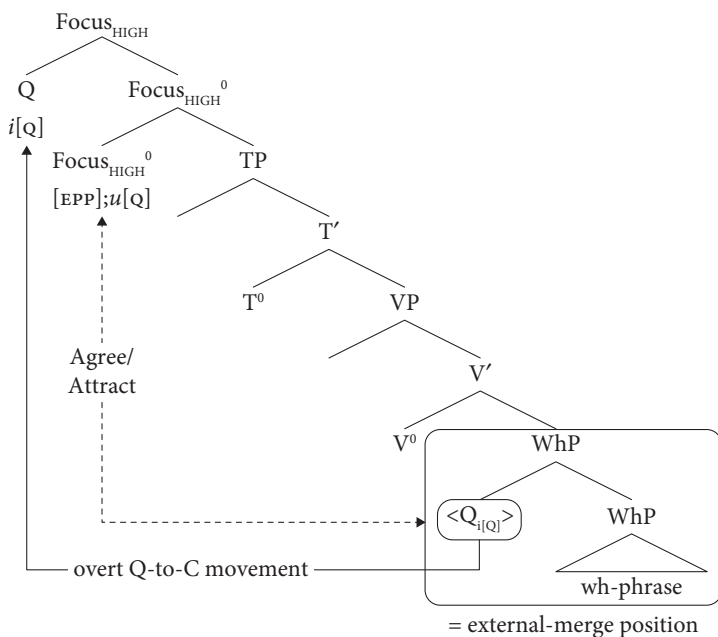 Focus_HIGH
Q Focus_HIGH⁰
i[Q]
Focus_HIGH⁰ TP
[EPP];u[Q]
T′
T⁰ VP
Agree/
Attract
V′
V⁰ WhP
<Q_i[Q]> WhP
overt Q-to-C movement
wh-phrase
= external-merge position